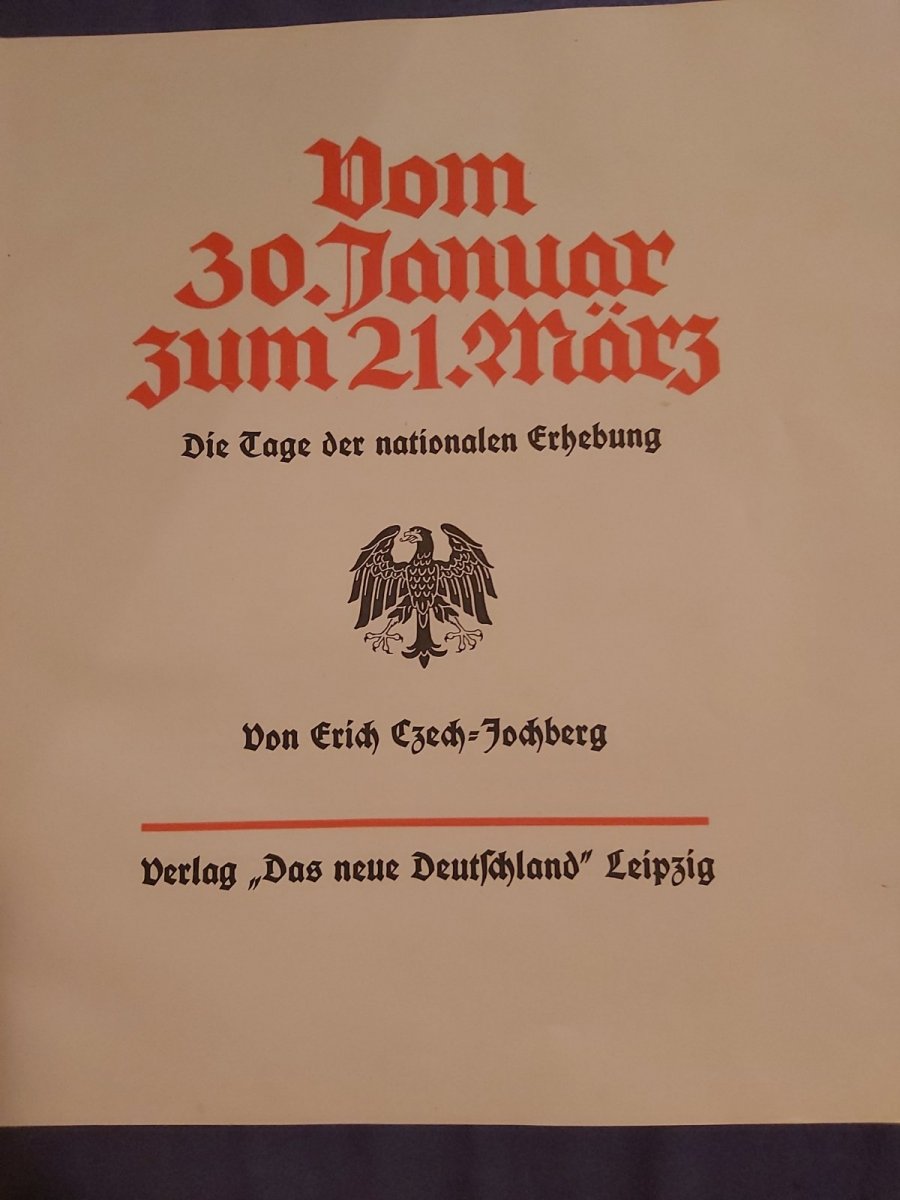 Vom
30. Januar
zum 21. März
Die Tage der nationalen Erhebung
Von Erich Czech=Jochberg
Verlag „Das neue Deutſchland” Leipzig